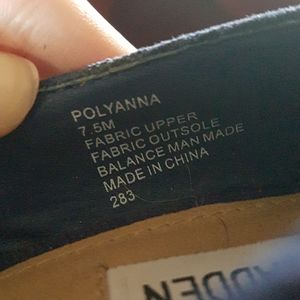 POLYANNA
7.5M
FABRIC UPPER
FABRIC OUTSOLE
BALANCE MAN MADE
MADE IN CHINA
283